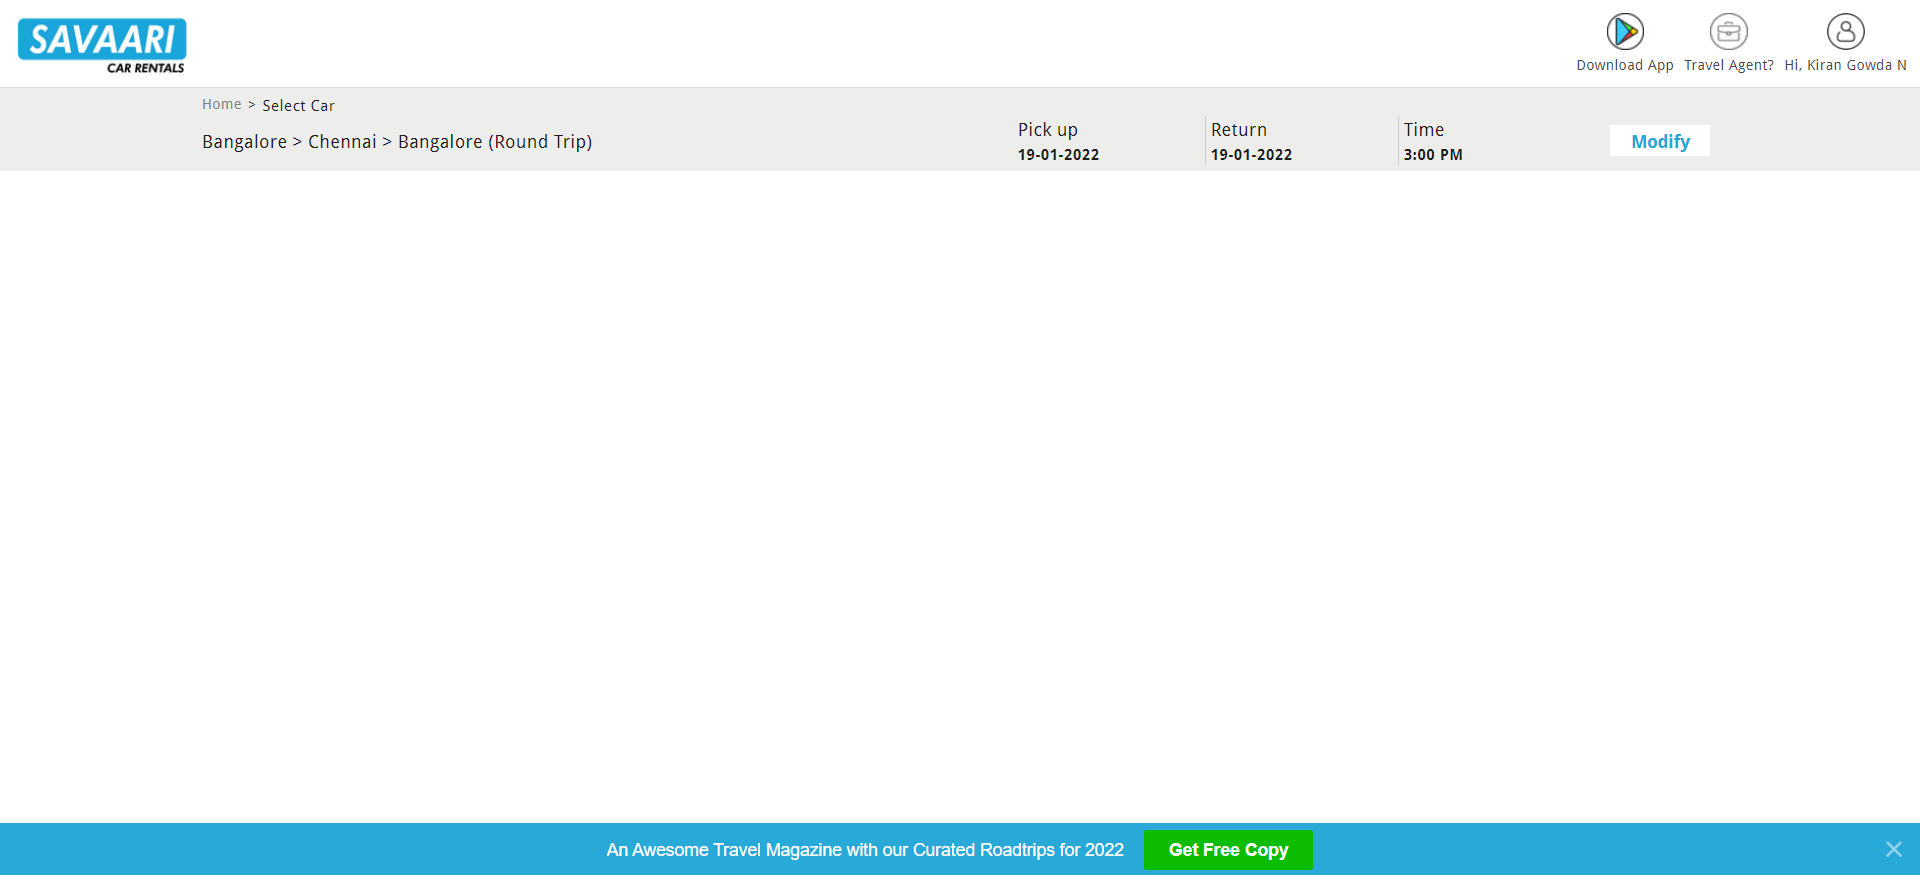 SAVAARI
CAR RENTALS
Download App
Travel Agent?
Hi, Kiran Gowda N
Home > Select Car
Bangalore > Chennai > Bangalore (Round Trip)
Pick up
19-01-2022
Return
19-01-2022
Time
3:00 PM
Modify
An Awesome Travel Magazine with our Curated Roadtrips for 2022
Get Free Copy